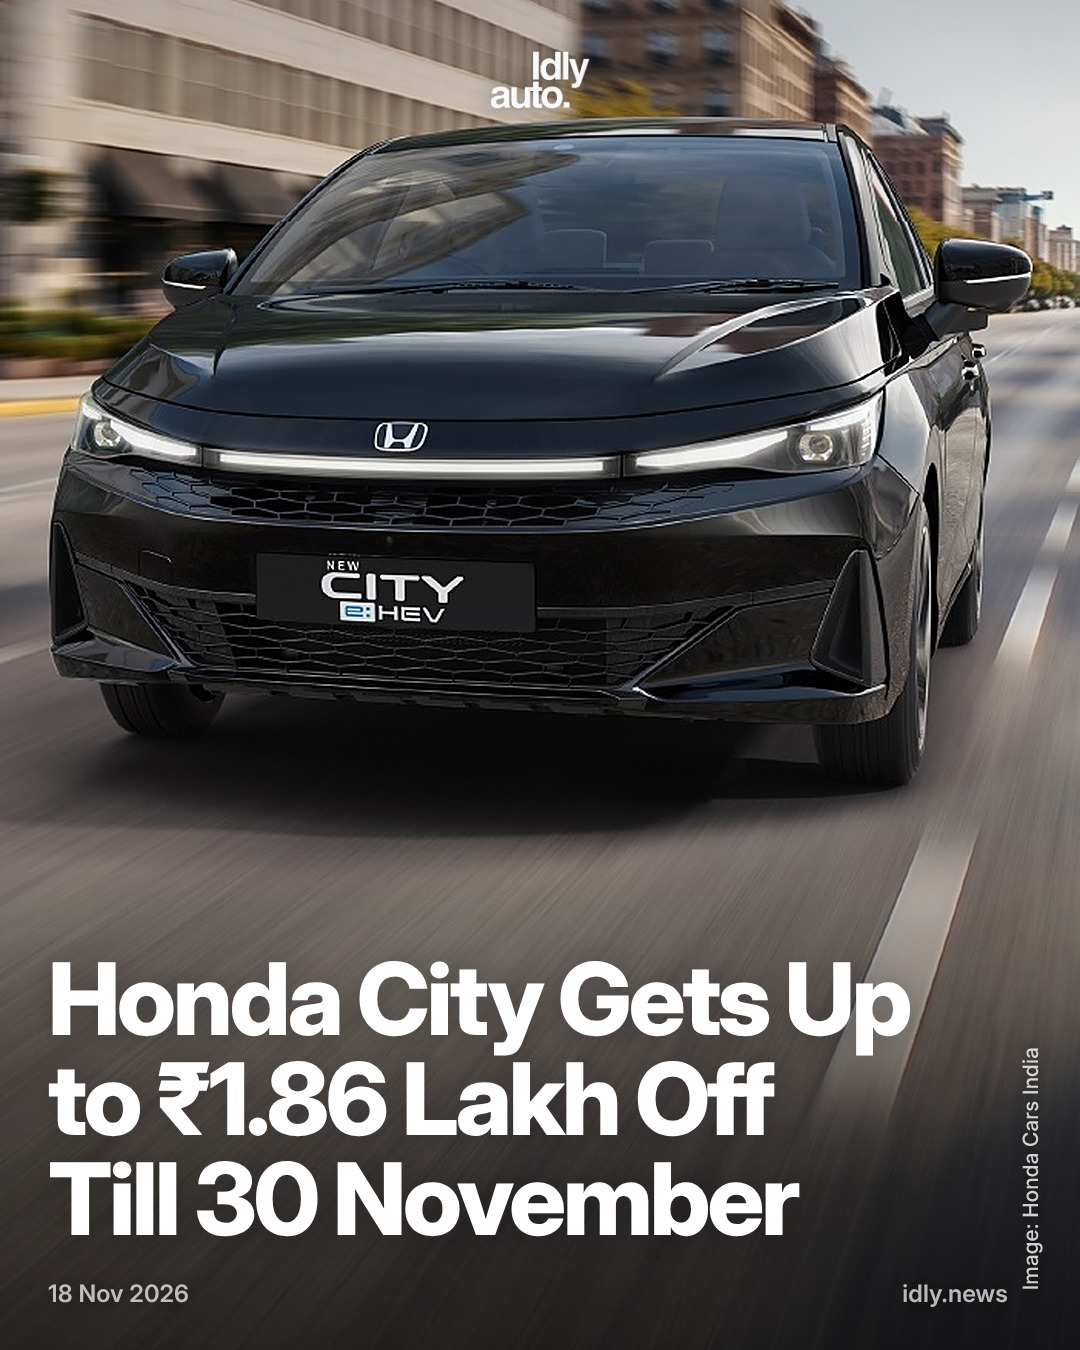 Idly
auto.
NEW
CITY
e:HEV
Honda City Gets Up
to ₹1.86 Lakh Off
Till 30 November
Image: Honda Cars India
18 Nov 2026
idly.news